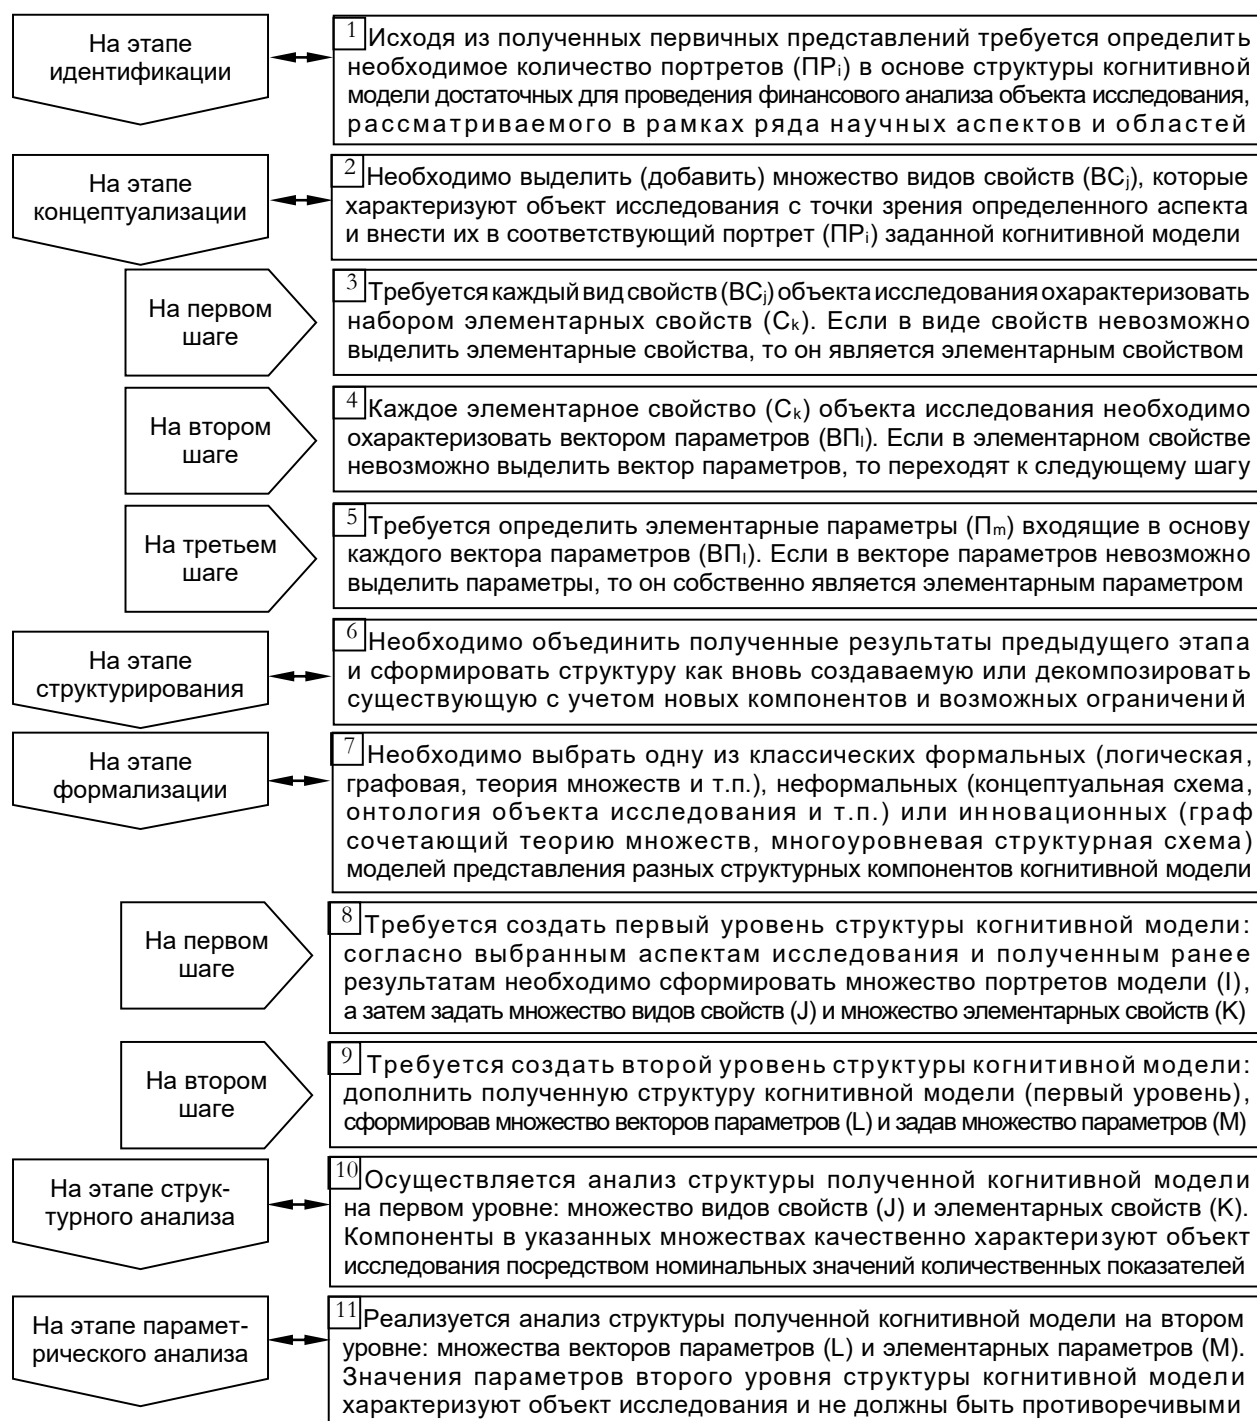 На этапе
идентификации
1 Исходя из полученных первичных представлений требуется определить
необходимое количество портретов (ПРi) в основе структуры когнитивной
модели достаточных для проведения финансового анализа объекта исследования,
рассматриваемого в рамках ряда научных аспектов и областей
На этапе
концептуализации
2 Необходимо выделить (добавить) множество видов свойств (ВСj), которые
характеризуют объект исследования с точки зрения определенного аспекта
и внести их в соответствующий портрет (ПРi) заданной когнитивной модели
На первом
шаге
3 Требуется каждый вид свойств (ВСj) объекта исследования охарактеризовать
набором элементарных свойств (Сk). Если в виде свойств невозможно
выделить элементарные свойства, то он является элементарным свойством
На втором
шаге
4 Каждое элементарное свойство (Сk) объекта исследования необходимо
охарактеризовать вектором параметров (ВПl). Если в элементарном свойстве
невозможно выделить вектор параметров, то переходят к следующему шагу
На третьем
шаге
5 Требуется определить элементарные параметры (Пm) входящие в основу
каждого вектора параметров (ВПl). Если в векторе параметров невозможно
выделить параметры, то он собственно является элементарным параметром
На этапе
структурирования
6 Необходимо объединить полученные результаты предыдущего этапа
и сформировать структуру как вновь создаваемую или декомпозировать
существующую с учетом новых компонентов и возможных ограничений
На этапе
формализации
7 Необходимо выбрать одну из классических формальных (логическая,
графовая, теория множеств и т.п.), неформальных (концептуальная схема,
онтология объекта исследования и т.п.) или инновационных (граф
сочетающий теорию множеств, многоуровневая структурная схема)
моделей представления разных структурных компонентов когнитивной модели
На первом
шаге
8 Требуется создать первый уровень структуры когнитивной модели:
согласно выбранным аспектам исследования и полученным ранее
результатам необходимо сформировать множество портретов модели (I),
а затем задать множество видов свойств (J) и множество элементарных свойств (K)
На втором
шаге
9 Требуется создать второй уровень структуры когнитивной модели:
дополнить полученную структуру когнитивной модели (первый уровень),
сформировав множество векторов параметров (L) и задав множество параметров (M)
На этапе струк-
турного анализа
10 Осуществляется анализ структуры полученной когнитивной модели
на первом уровне: множество видов свойств (J) и элементарных свойств (K).
Компоненты в указанных множествах качественно характеризуют объект
исследования посредством номинальных значений количественных показателей
На этапе парамет-
рического анализа
11 Реализуется анализ структуры полученной когнитивной модели на втором
уровне: множества векторов параметров (L) и элементарных параметров (M).
Значения параметров второго уровня структуры когнитивной модели
характеризуют объект исследования и не должны быть противоречивыми